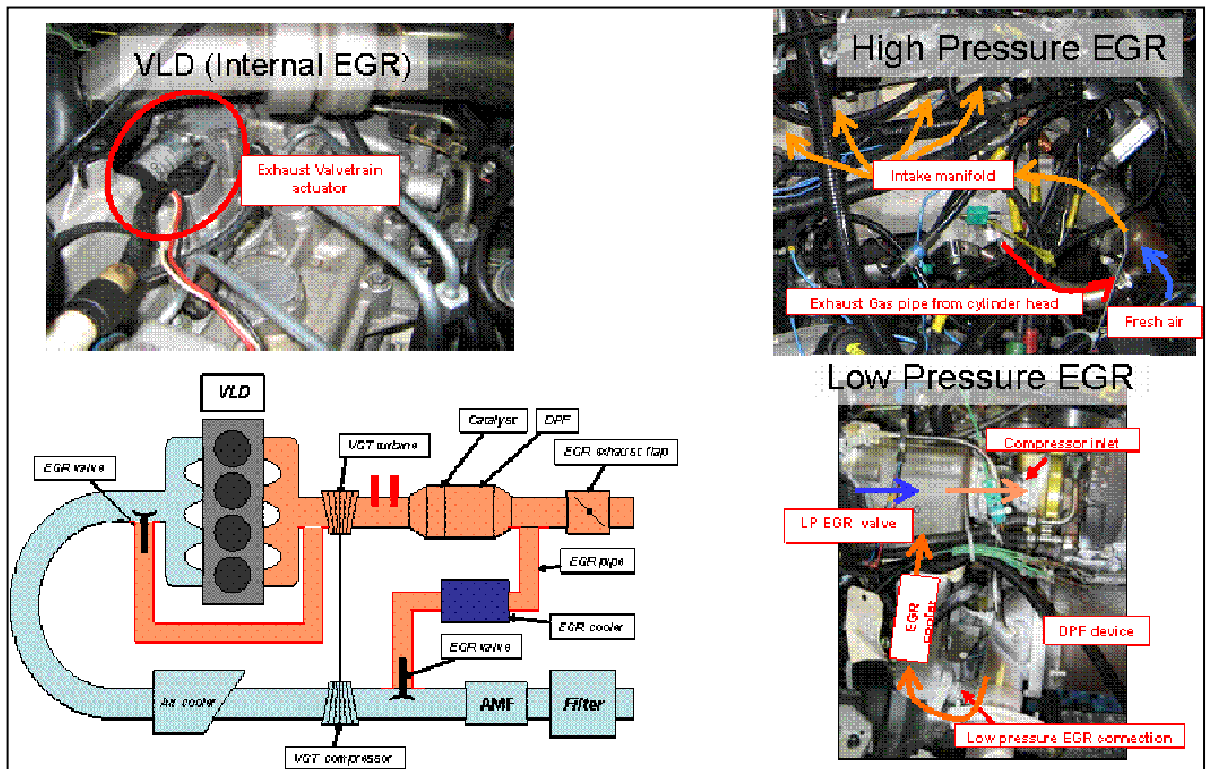 VLD (Internal EGR)
Exhaust Valvetrain
actuator
High Pressure EGR
Intake manifold
Exhaust Gas pipe from cylinder head
Fresh air
VLD
EGR valve
VGT turbine
Catalyst
DPF
EGR exhaust flap
EGR pipe
EGR cooler
EGR valve
Air cooler
AMF
Filter
VGT compressor
Low Pressure EGR
Compressor inlet
LP EGR valve
EGR
cooler
DPF device
Low pressure EGR connection